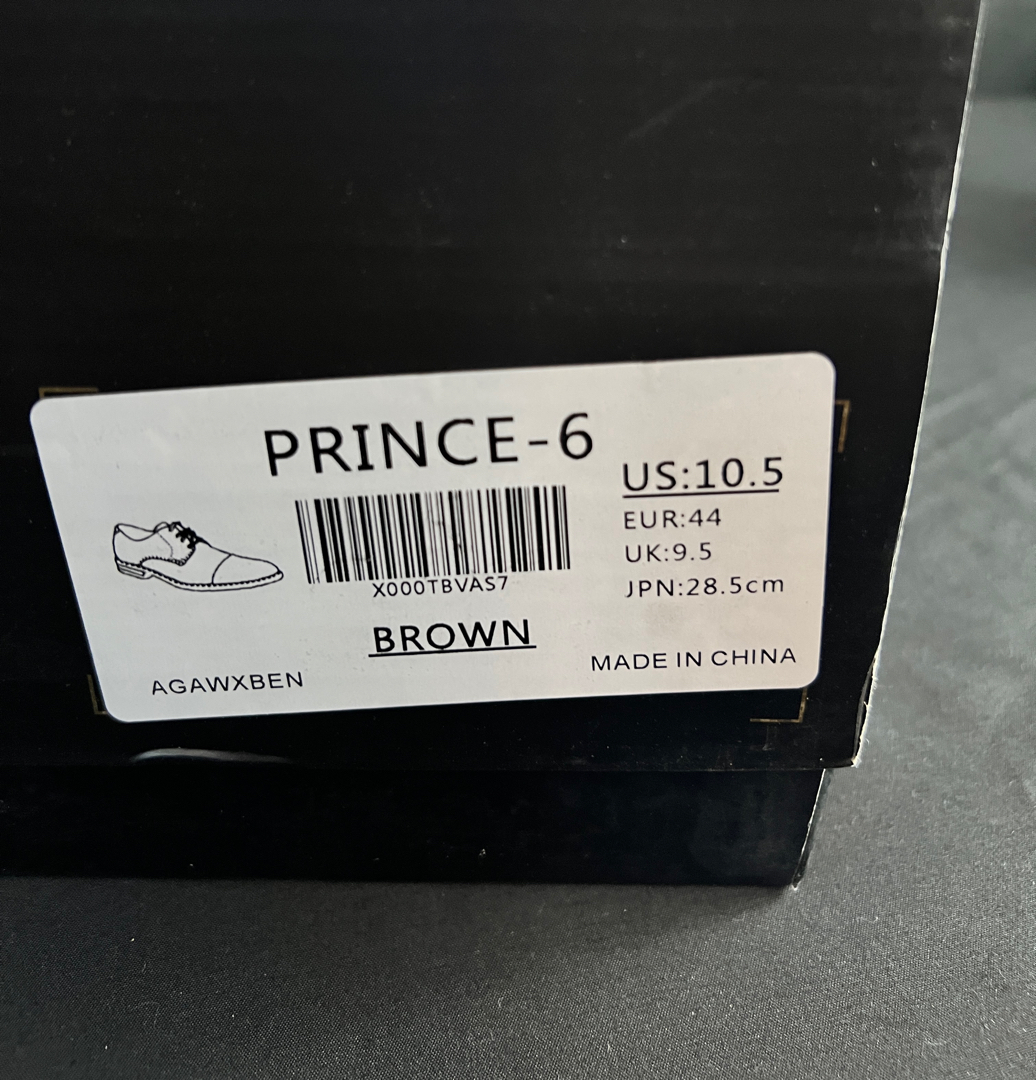 PRINCE-6
US:10.5
EUR:44
UK:9.5
JPN:28.5cm
X000TBVAS7
BROWN
AGAWXBEN
MADE IN CHINA